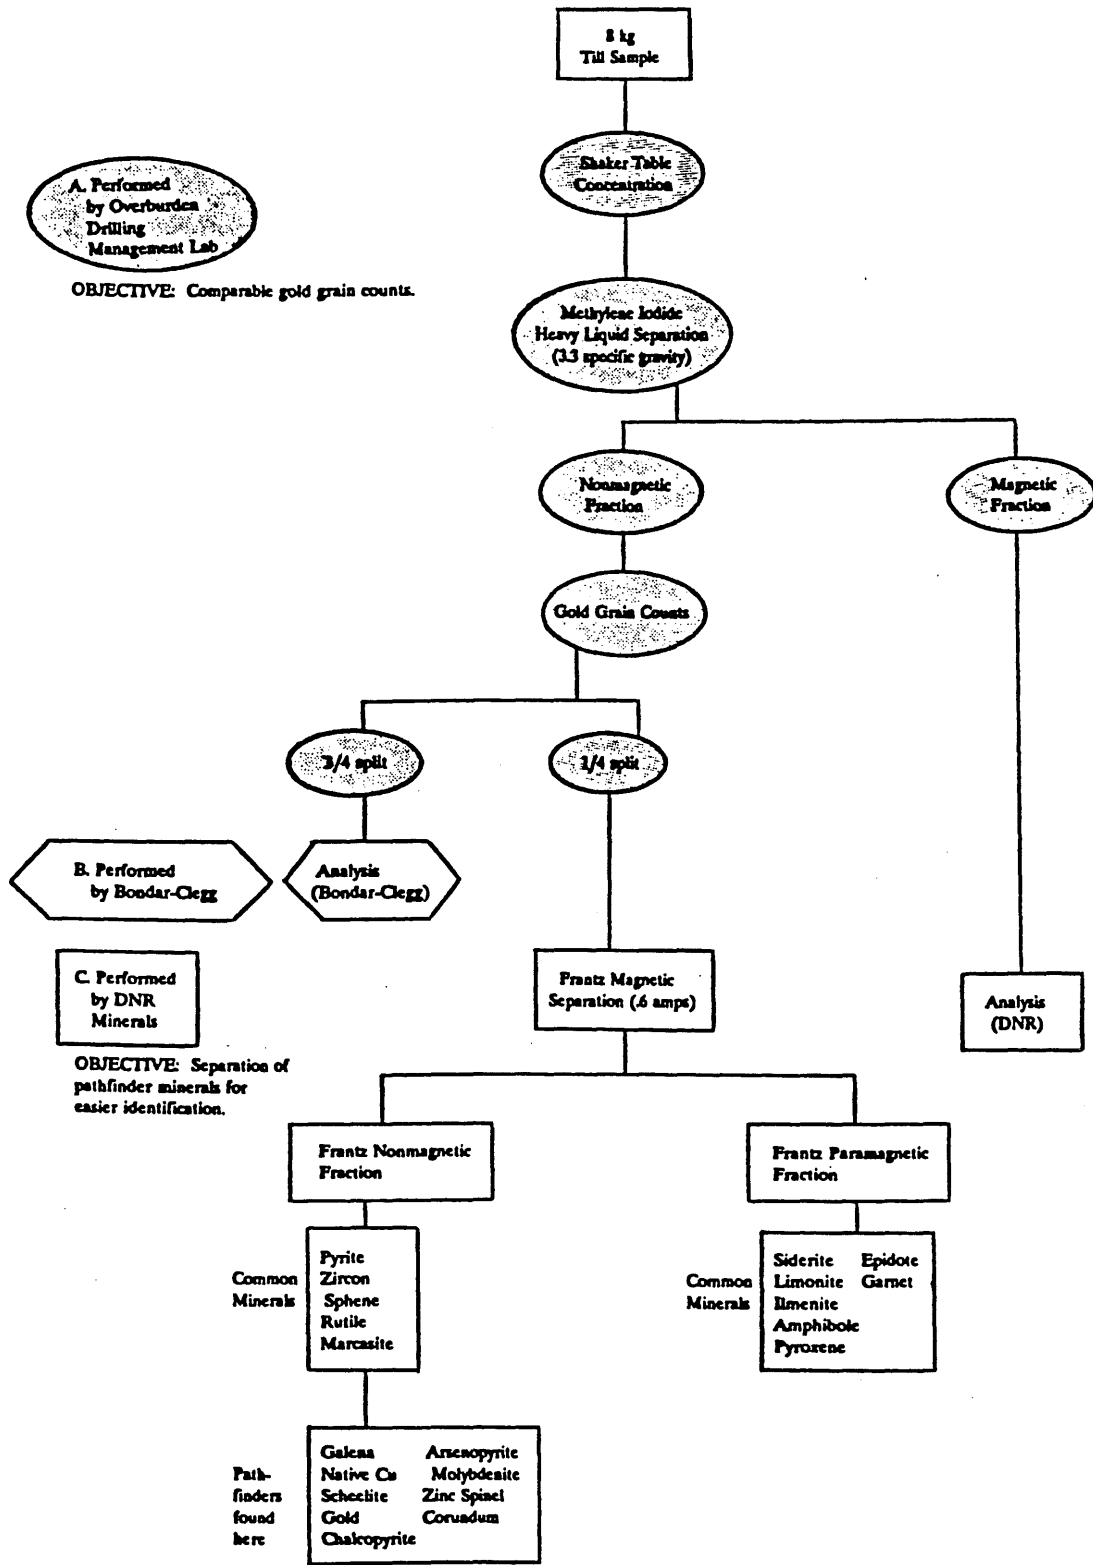 8 kg
Till Sample
Shaker Table
Concentration
A. Performed
by Overburden
Drilling
Management Lab
OBJECTIVE: Comparable gold grain counts.
Methylene Iodide
Heavy Liquid Separation
(3.3 specific gravity)
Nonmagnetic
Fraction
Magnetic
Fraction
Gold Grain Counts
3/4 split
1/4 split
B. Performed
by Bondar-Clegg
Analysis
(Bondar-Clegg)
C. Performed
by DNR
Minerals
OBJECTIVE: Separation of
pathfinder minerals for
easier identification.
Frantz Magnetic
Separation (.6 amps)
Analysis
(DNR)
Frantz Nonmagnetic
Fraction
Frantz Paramagnetic
Fraction
Common
Minerals
Pyrite
Zircon
Sphene
Rutile
Marcasite
Common
Minerals
Siderite Epidote
Limonite Garnet
Ilmenite
Amphibole
Pyroxene
Path-
finders
found
here
Galena Arsenopyrite
Native Cu Molybdenite
Scheelite Zinc Spinel
Gold Corundum
Chalcopyrite